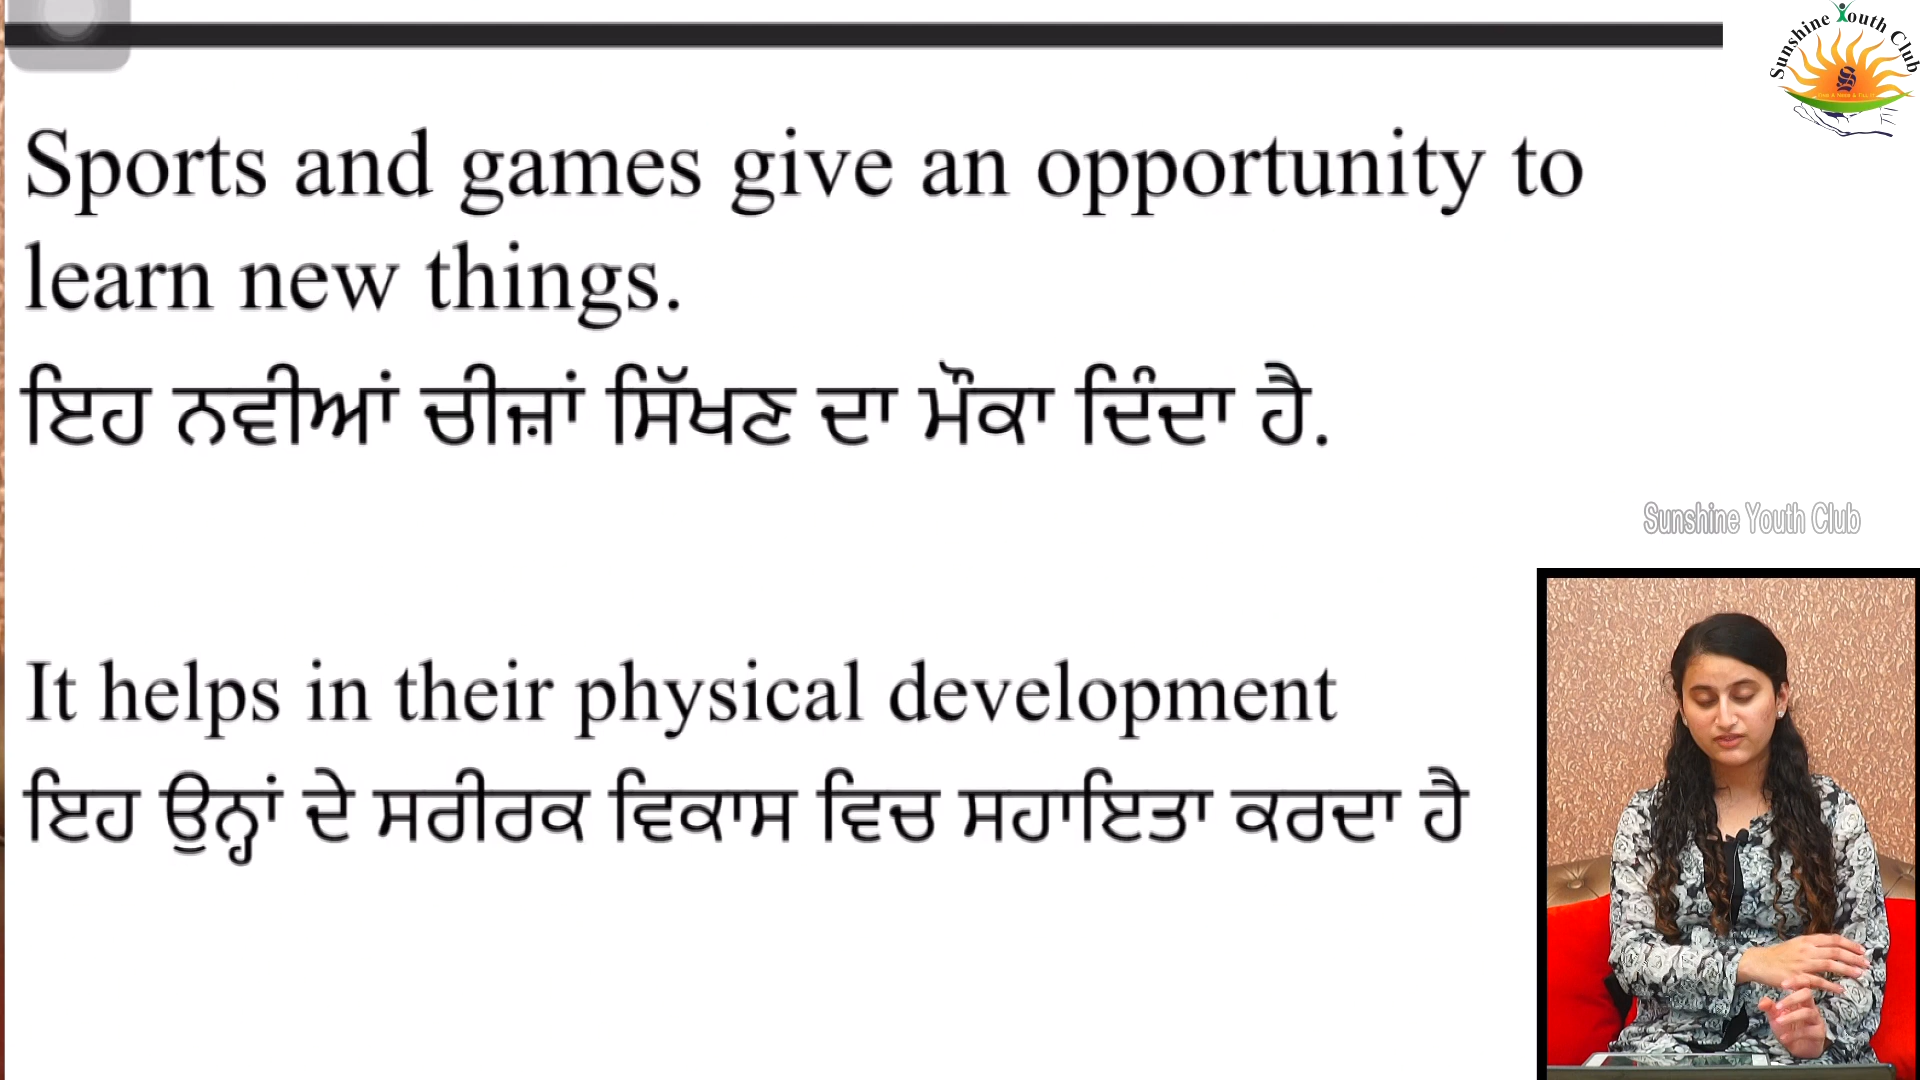 Sunshine Youth Club
Sports and games give an opportunity to
learn new things.
ਇਹ ਨਵੀਆਂ ਚੀਜ਼ਾਂ ਸਿੱਖਣ ਦਾ ਮੌਕਾ ਦਿੰਦਾ ਹੈ.
Sunshine Youth Club
It helps in their physical development
ਇਹ ਉਨ੍ਹਾਂ ਦੇ ਸਰੀਰਕ ਵਿਕਾਸ ਵਿਚ ਸਹਾਇਤਾ ਕਰਦਾ ਹੈ